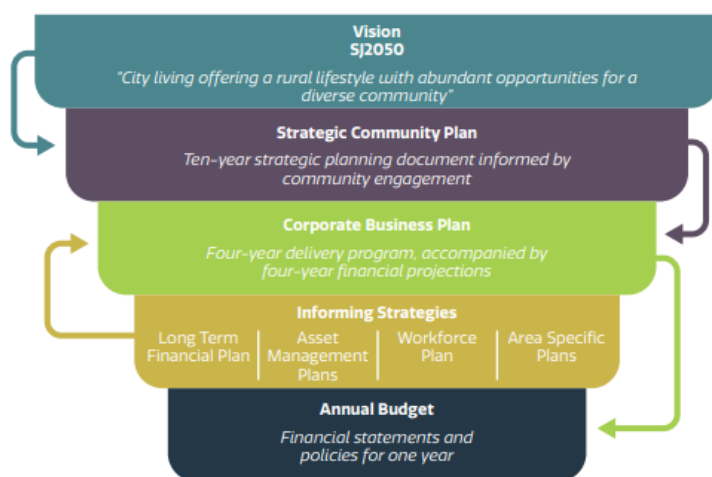 Vision
SJ2050
"City living offering a rural lifestyle with abundant opportunities for a
diverse community"
Strategic Community Plan
Ten-year strategic planning document informed by
community engagement
Corporate Business Plan
Four-year delivery program, accompanied by
four-year financial projections
Informing Strategies
Long Term
Financial Plan
Asset
Management
Plans
Workforce
Plan
Area Specific
Plans
Annual Budget
Financial statements and
policies for one year